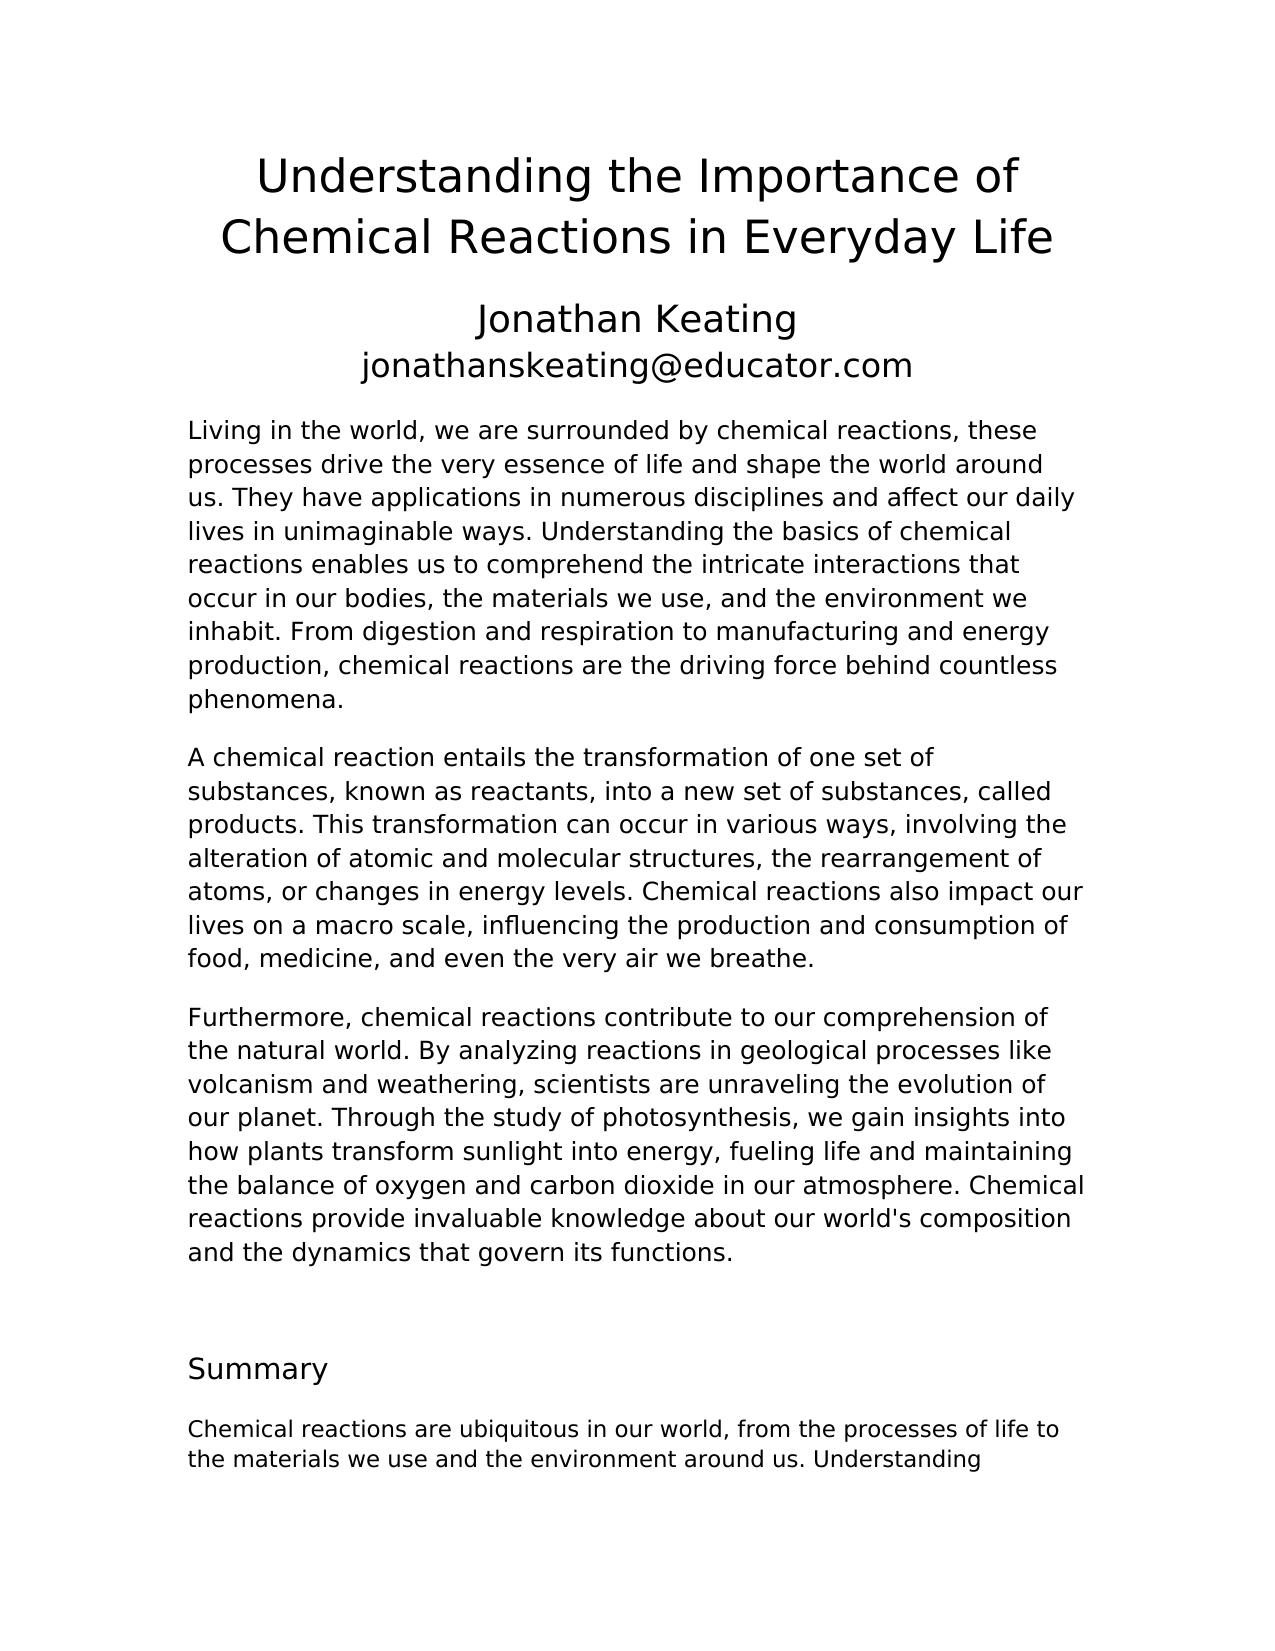 Understanding the Importance of
Chemical Reactions in Everyday Life
Jonathan Keating
jonathanskeating@educator.com
Living in the world, we are surrounded by chemical reactions, these
processes drive the very essence of life and shape the world around
us. They have applications in numerous disciplines and affect our daily
lives in unimaginable ways. Understanding the basics of chemical
reactions enables us to comprehend the intricate interactions that
occur in our bodies, the materials we use, and the environment we
inhabit. From digestion and respiration to manufacturing and energy
production, chemical reactions are the driving force behind countless
phenomena.
A chemical reaction entails the transformation of one set of
substances, known as reactants, into a new set of substances, called
products. This transformation can occur in various ways, involving the
alteration of atomic and molecular structures, the rearrangement of
atoms, or changes in energy levels. Chemical reactions also impact our
lives on a macro scale, influencing the production and consumption of
food, medicine, and even the very air we breathe.
Furthermore, chemical reactions contribute to our comprehension of
the natural world. By analyzing reactions in geological processes like
volcanism and weathering, scientists are unraveling the evolution of
our planet. Through the study of photosynthesis, we gain insights into
how plants transform sunlight into energy, fueling life and maintaining
the balance of oxygen and carbon dioxide in our atmosphere. Chemical
reactions provide invaluable knowledge about our world's composition
and the dynamics that govern its functions.
Summary
Chemical reactions are ubiquitous in our world, from the processes of life to
the materials we use and the environment around us. Understanding